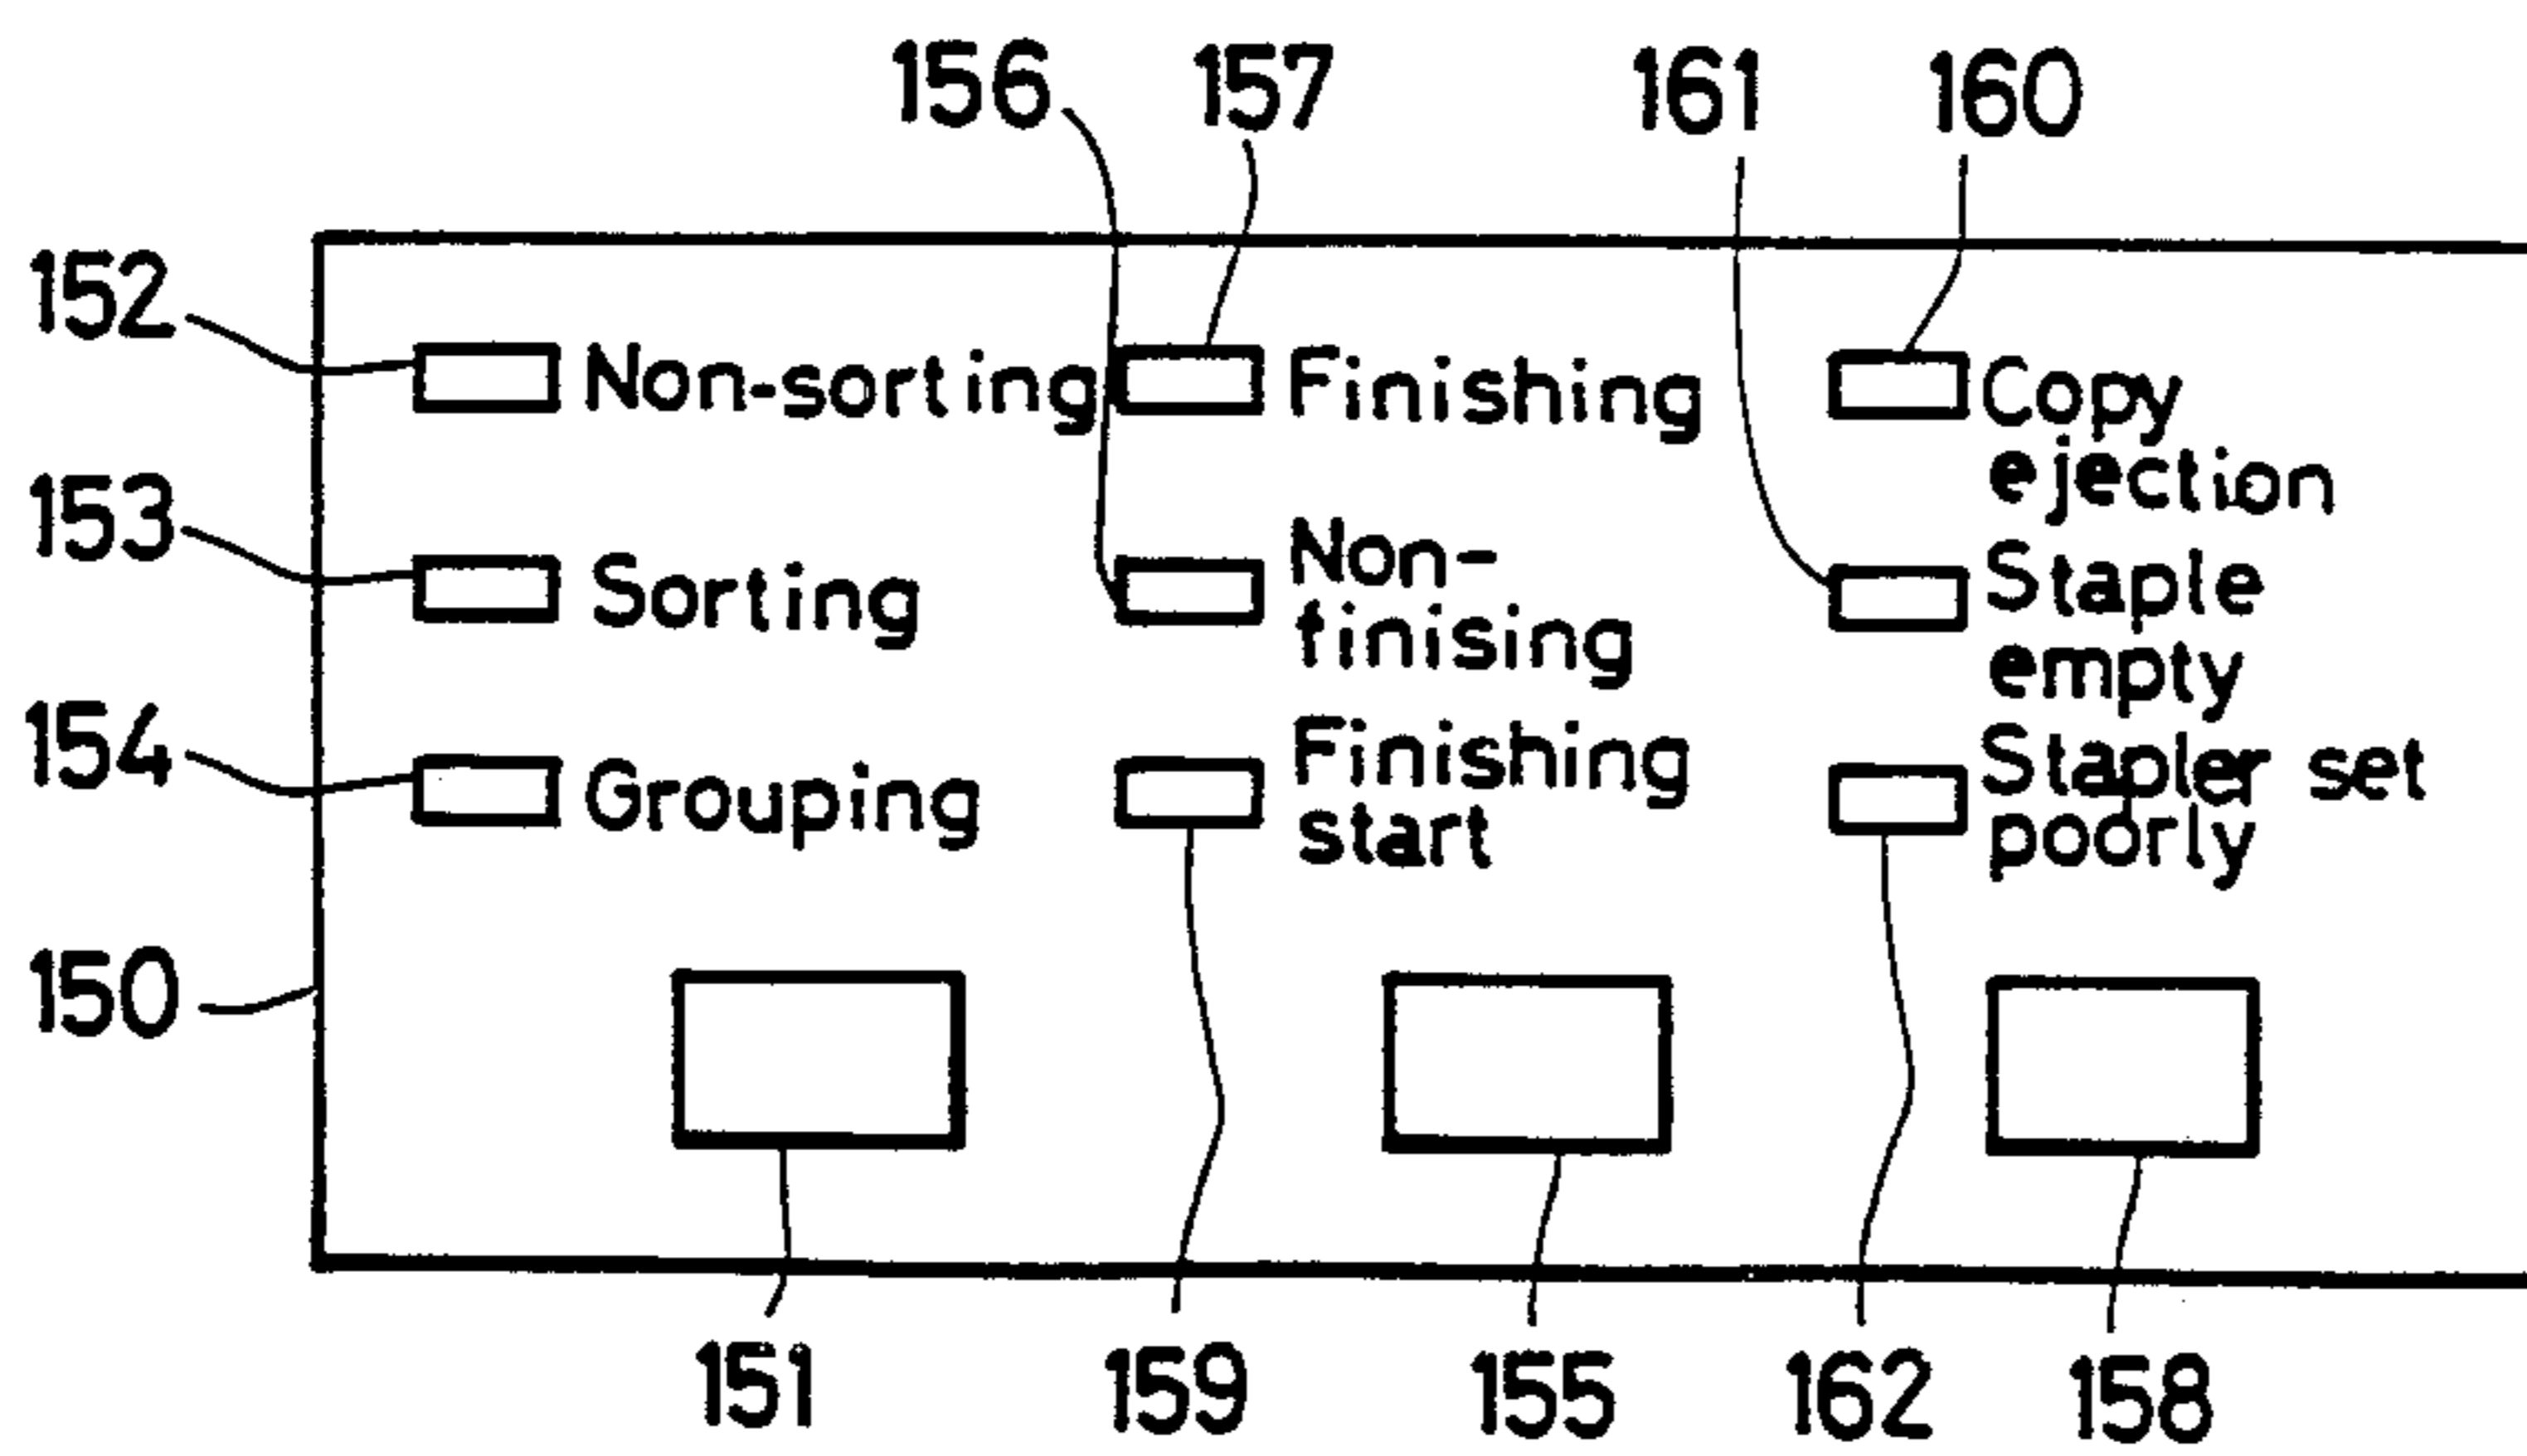 156 157 161 160
152 Non-sorting Finishing Copy
ejection
153 Sorting Non-
finising Staple
empty
154 Grouping Finishing
start Stapler set
poorly
150
151 159 155 162 158